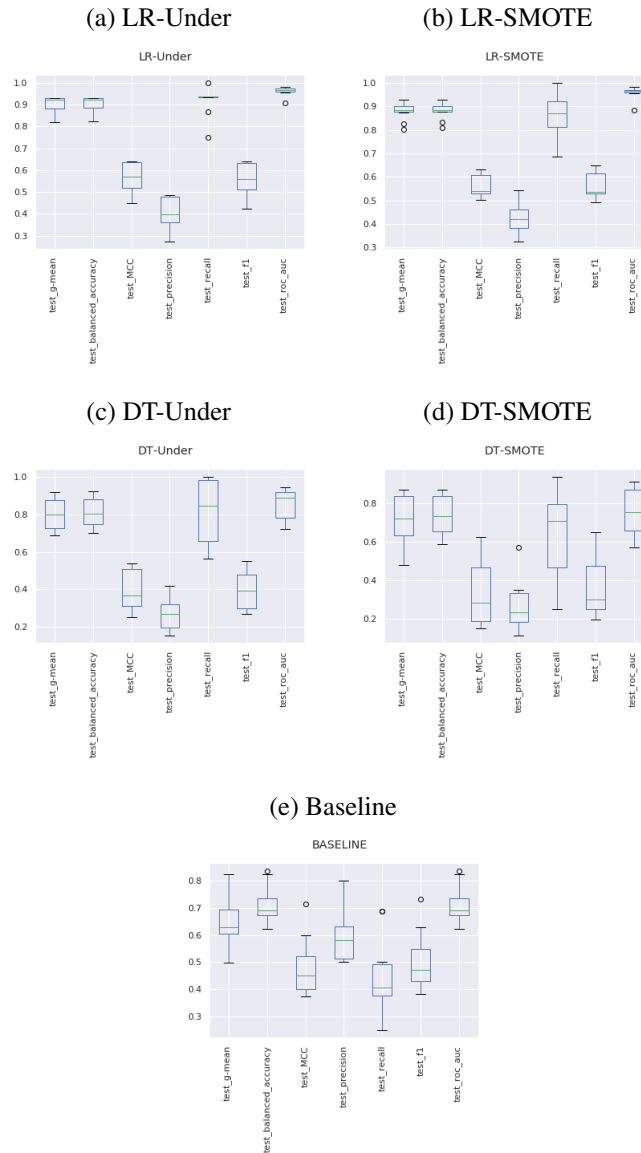 (a) LR-Under
(b) LR-SMOTE
LR-Under
1.0
0.9
0.8
0.7
0.6
0.5
0.4
0.3
test_g-mean
test_balanced_accuracy
test_MCC
test_precision
test_recall
test_f1
test_roc_auc
LR-SMOTE
1.0
0.9
0.8
0.7
0.6
0.5
0.4
0.3
test_g-mean
test_balanced_accuracy
test_MCC
test_precision
test_recall
test_f1
test_roc_auc
(c) DT-Under
(d) DT-SMOTE
DT-Under
1.0
0.8
0.6
0.4
0.2
test_g-mean
test_balanced_accuracy
test_MCC
test_precision
test_recall
test_f1
test_roc_auc
DT-SMOTE
0.8
0.6
0.4
0.2
test_g-mean
test_balanced_accuracy
test_MCC
test_precision
test_recall
test_f1
test_roc_auc
(e) Baseline
BASELINE
0.8
0.7
0.6
0.5
0.4
0.3
test_g-mean
test_balanced_accuracy
test_MCC
test_precision
test_recall
test_f1
test_roc_auc